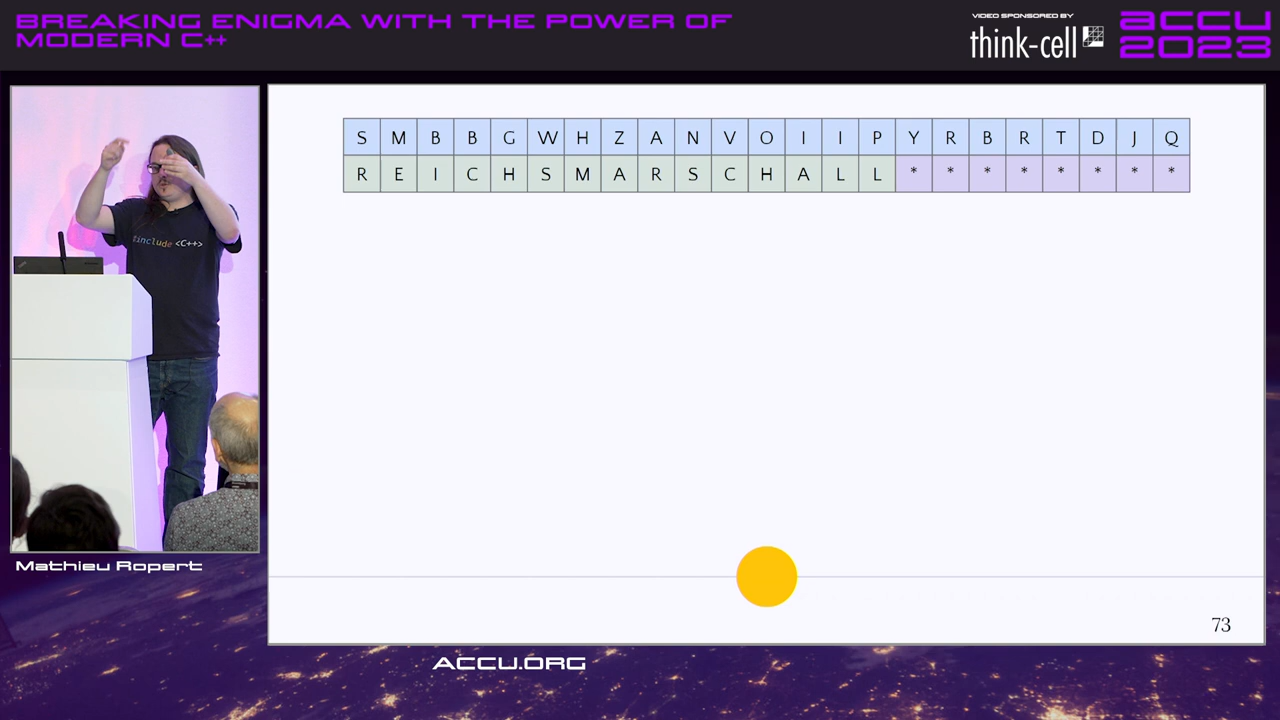 BREAKING ENIGMA WITH THE POWER OF
MODERN C++
VIDEO SPONSORED BY
think-cell
accu
2023
S M B B G W H Z A N V O I I P Y R B R T D J Q
R E I C H S M A R S C H A L L * * * * * * * *
#include <C++>
Mathieu Ropert
73
ACCU.ORG